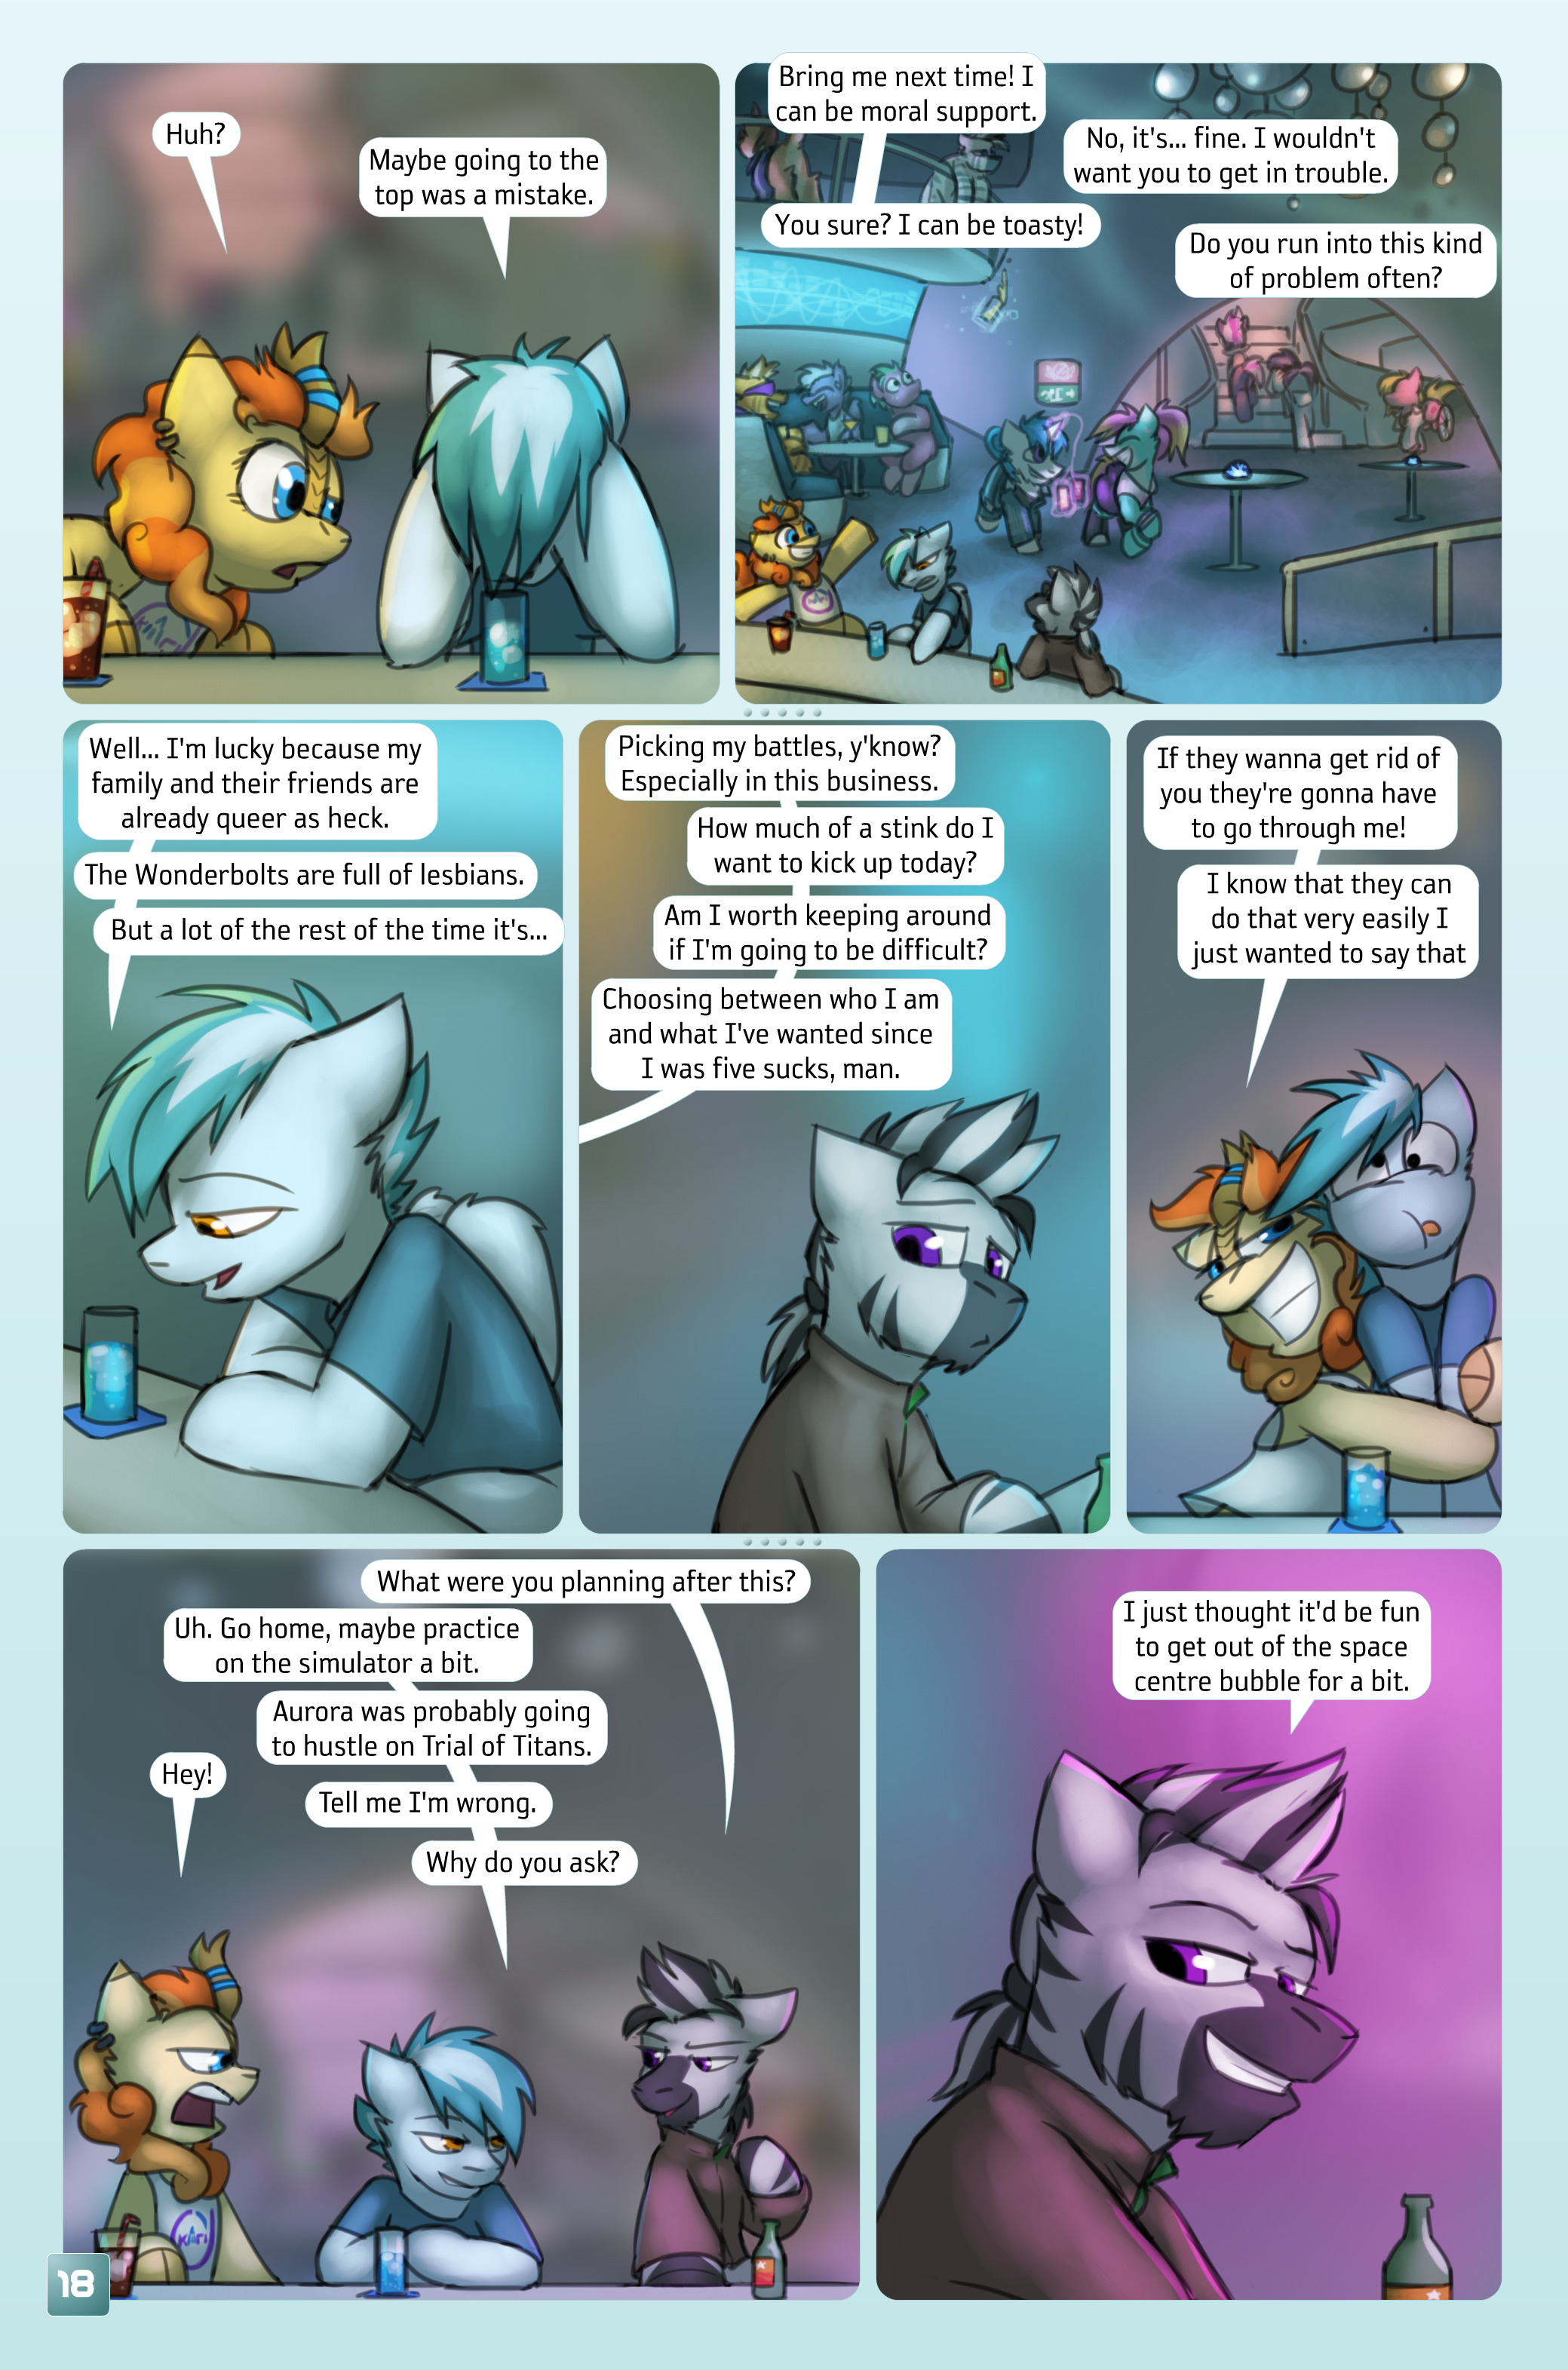 Huh?
Maybe going to the
top was a mistake.
Bring me next time! I
can be moral support.
No, it's... fine. I wouldn't
want you to get in trouble.
You sure? I can be toasty!
Do you run into this kind
of problem often?
Well... I'm lucky because my
family and their friends are
already queer as heck.
The Wonderbolts are full of lesbians.
But a lot of the rest of the time it's...
Picking my battles, y'know?
Especially in this business.
How much of a stink do I
want to kick up today?
Am I worth keeping around
if I'm going to be difficult?
Choosing between who I am
and what I've wanted since
I was five sucks, man.
If they wanna get rid of
you they're gonna have
to go through me!
I know that they can
do that very easily I
just wanted to say that
What were you planning after this?
Uh. Go home, maybe practice
on the simulator a bit.
Aurora was probably going
to hustle on Trial of Titans.
Tell me I'm wrong.
Why do you ask?
Hey!
I just thought it'd be fun
to get out of the space
centre bubble for a bit.
18